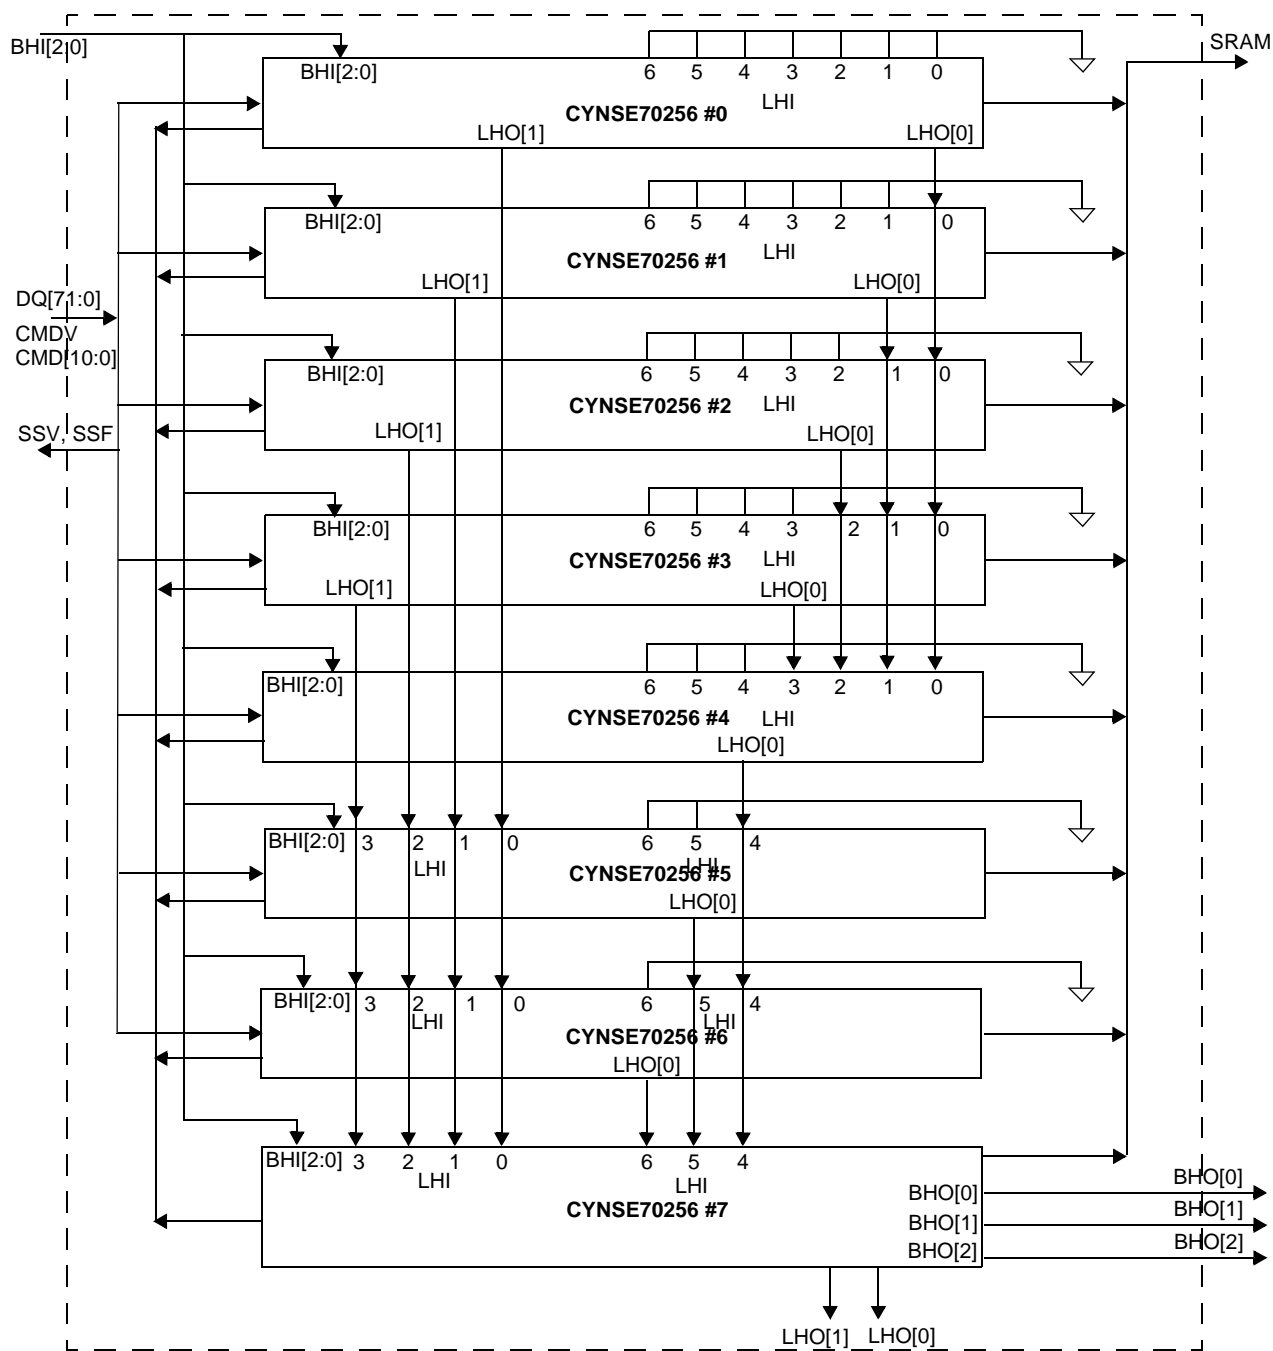 BHI[2:0]
SRAM
BHI[2:0] 6 5 4 3 2 1 0
LHI
CYNSE70256 #0
LHO[1] LHO[0]
BHI[2:0] 6 5 4 3 2 1 0
LHI
CYNSE70256 #1
LHO[1] LHO[0]
DQ[71:0]
CMDV
CMD[10:0]
BHI[2:0] 6 5 4 3 2 1 0
LHI
CYNSE70256 #2
LHO[1] LHO[0]
SSV, SSF
BHI[2:0] 6 5 4 3 2 1 0
LHI
CYNSE70256 #3
LHO[1] LHO[0]
BHI[2:0] 6 5 4 3 2 1 0
CYNSE70256 #4 LHI
LHO[0]
BHI[2:0] 3 2 1 0 6 5 4
LHI LHI
CYNSE70256 #5
LHO[0]
BHI[2:0] 3 2 1 0 6 5 4
LHI LHI
CYNSE70256 #6
LHO[0]
BHI[2:0] 3 2 1 0 6 5 4
LHI LHI
CYNSE70256 #7
BHO[0] BHO[0]
BHO[1] BHO[1]
BHO[2] BHO[2]
LHO[1] LHO[0]